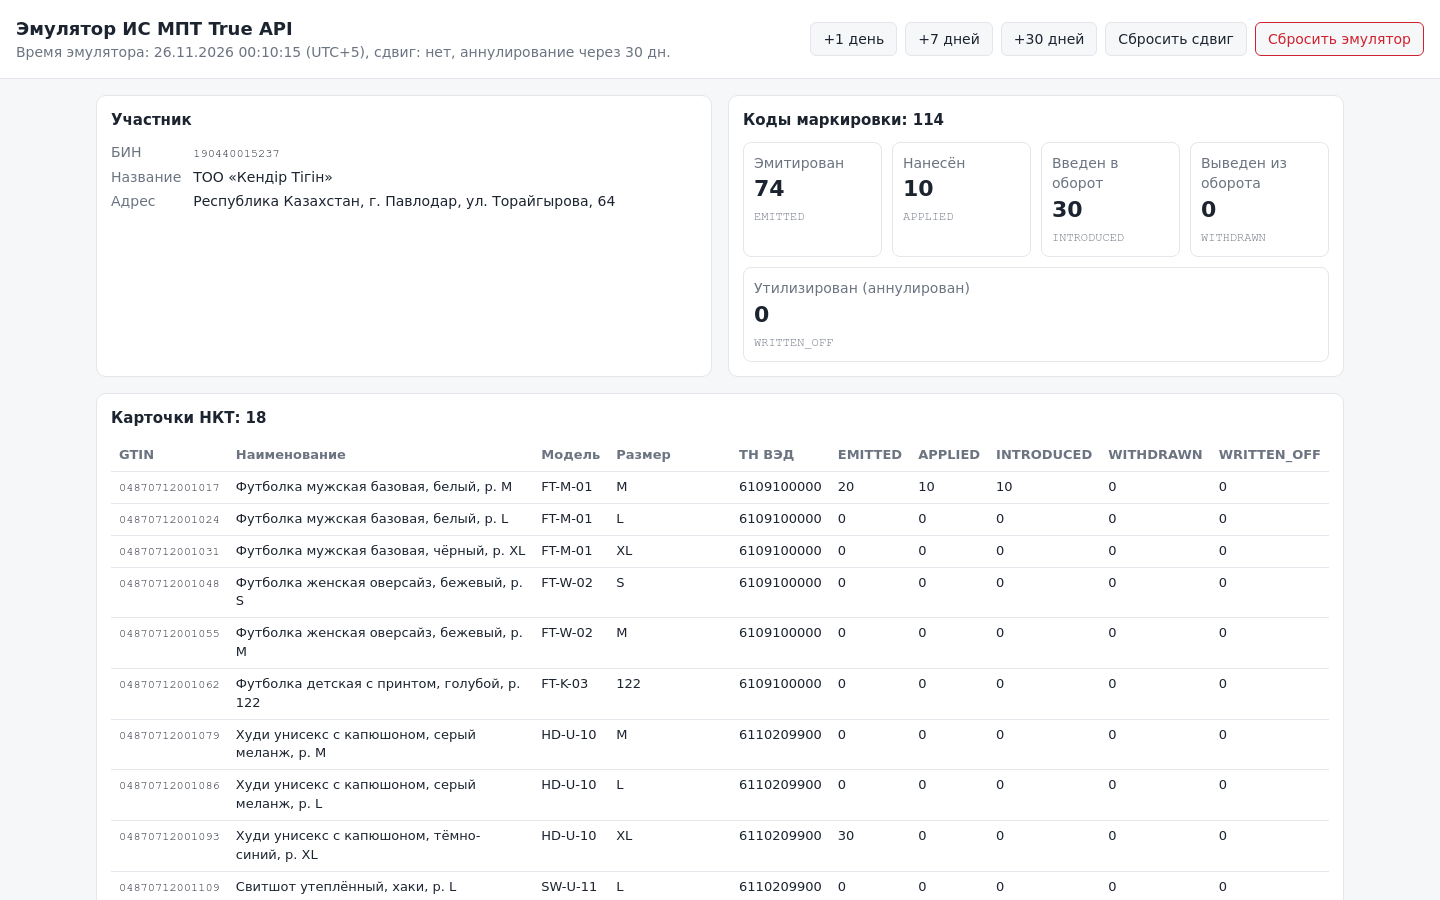 Эмулятор ИС МПТ True API
Время эмулятора: 26.11.2026 00:10:15 (UTC+5), сдвиг: нет, аннулирование через 30 дн.
+1 день
+7 дней
+30 дней
Сбросить сдвиг
Сбросить эмулятор
Участник
БИН 190440015237
Название ТОО «Кендір Тігін»
Адрес Республика Казахстан, г. Павлодар, ул. Торайгырова, 64
Коды маркировки: 114
Эмитирован
74
EMITTED
Нанесён
10
APPLIED
Введен в
оборот
30
INTRODUCED
Выведен из
оборота
0
WITHDRAWN
Утилизирован (аннулирован)
0
WRITTEN_OFF
Карточки НКТ: 18
GTIN Наименование Модель Размер ТН ВЭД EMITTED APPLIED INTRODUCED WITHDRAWN WRITTEN_OFF
04870712001017 Футболка мужская базовая, белый, р. M FT-M-01 M 6109100000 20 10 10 0 0
04870712001024 Футболка мужская базовая, белый, р. L FT-M-01 L 6109100000 0 0 0 0 0
04870712001031 Футболка мужская базовая, чёрный, р. XL FT-M-01 XL 6109100000 0 0 0 0 0
04870712001048 Футболка женская оверсайз, бежевый, р. FT-W-02 S 6109100000 0 0 0 0 0
S
04870712001055 Футболка женская оверсайз, бежевый, р. FT-W-02 M 6109100000 0 0 0 0 0
M
04870712001062 Футболка детская с принтом, голубой, р. FT-K-03 122 6109100000 0 0 0 0 0
122
04870712001079 Худи унисекс с капюшоном, серый HD-U-10 M 6110209900 0 0 0 0 0
меланж, р. M
04870712001086 Худи унисекс с капюшоном, серый HD-U-10 L 6110209900 0 0 0 0 0
меланж, р. L
04870712001093 Худи унисекс с капюшоном, тёмно- HD-U-10 XL 6110209900 30 0 0 0 0
синий, р. XL
04870712001109 Свитшот утеплённый, хаки, р. L SW-U-11 L 6110209900 0 0 0 0 0